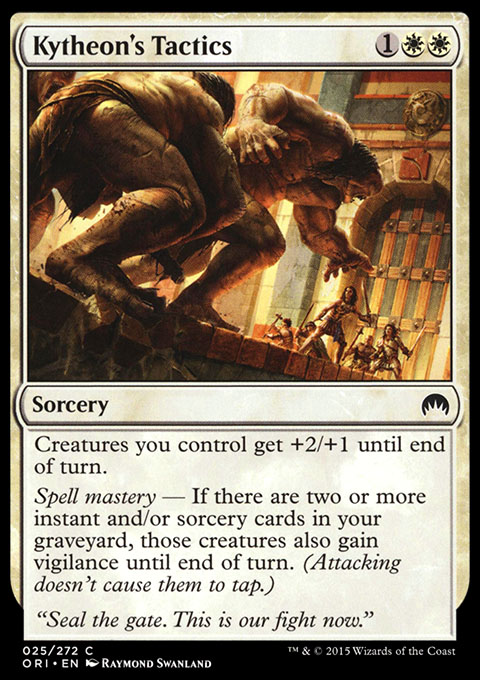 Kytheon's Tactics 1
Sorcery
Creatures you control get +2/+1 until end
of turn.
Spell mastery — If there are two or more
instant and/or sorcery cards in your
graveyard, those creatures also gain
vigilance until end of turn. (Attacking
doesn't cause them to tap.)
“Seal the gate. This is our fight now.”
025/272 C
ORI • EN RAYMOND SWANLAND
™ & © 2015 Wizards of the Coast